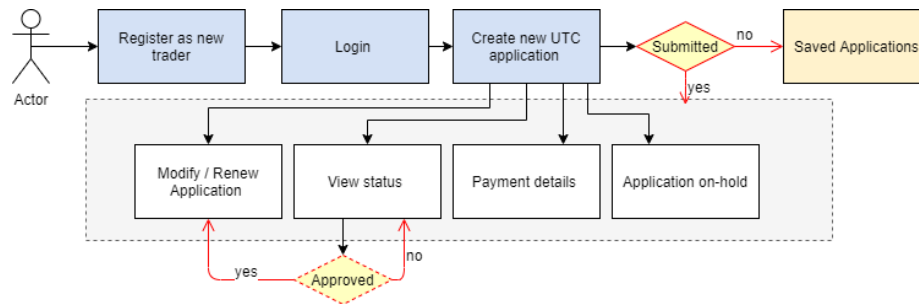 Register as new
trader
Login
Create new UTC
application
Submitted
no
Saved Applications
Actor
yes
Modify / Renew
Application
View status
Payment details
Application on-hold
yes
Approved
no